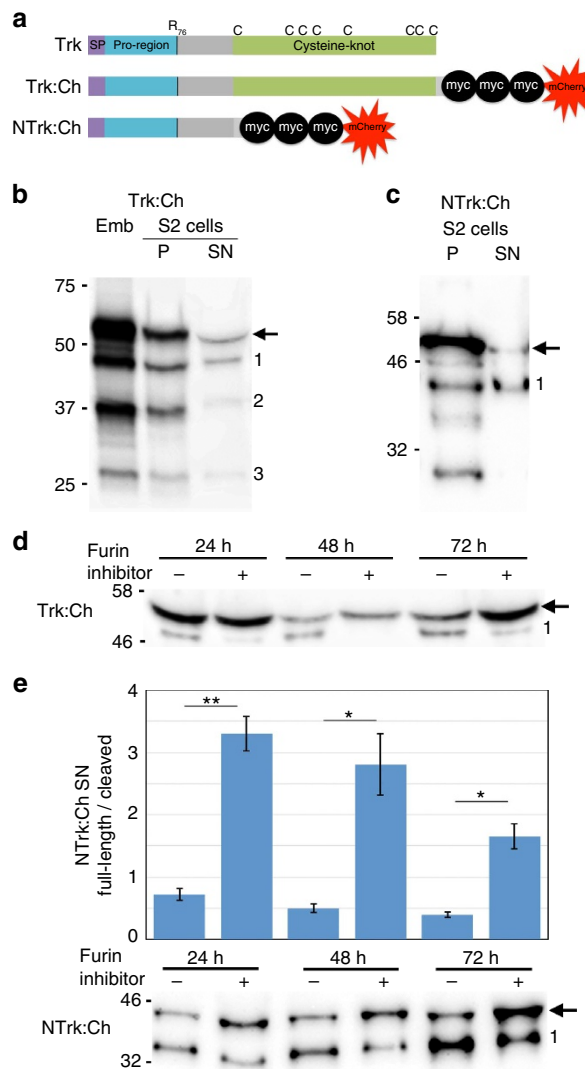 a
R76
C C C C C CC C
Trk SP Pro-region Cysteine-knot
Trk:Ch myc myc myc mCherry
NTrk:Ch myc myc myc mCherry
b
Trk:Ch
Emb S2 cells
P SN
75 -
50 -
37 -
25 -
1
2
3
c
NTrk:Ch
S2 cells
P SN
58 -
46 -
32 -
1
d
Furin inhibitor
24 h 48 h 72 h
– + – + – +
Trk:Ch
58 -
46 -
1
e
NTrk:Ch SN
full-length / cleaved
4
3
2
1
0
** * *
Furin inhibitor
24 h 48 h 72 h
– + – + – +
NTrk:Ch
46 -
32 -
1